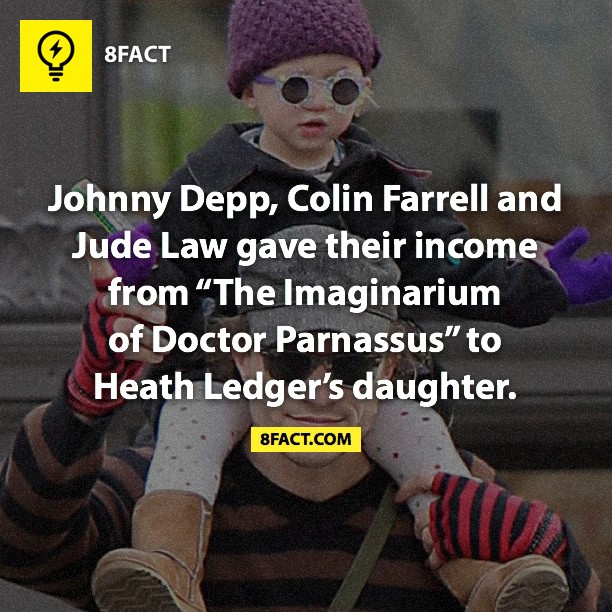 8FACT
Johnny Depp, Colin Farrell and
Jude Law gave their income
from “The Imaginarium
of Doctor Parnassus” to
Heath Ledger’s daughter.
8FACT.COM